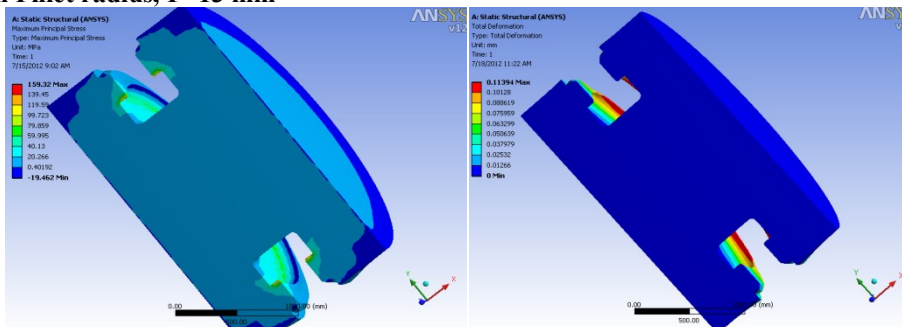 A: Static Structural (ANSYS)
Maximum Principal Stress
Type: Maximum Principal Stress
Unit: MPa
Time: 1
7/15/2012 9:02 AM
159.32 Max
139.45
119.59
99.723
79.859
59.995
40.13
20.266
0.40192
-19.462 Min
ANSYS
0.00
(mm)
500.00
Y
X
A: Static Structural (ANSYS)
Total Deformation
Type: Total Deformation
Unit: mm
Time: 1
7/18/2012 11:22 AM
0.11394 Max
0.10128
0.088619
0.075959
0.063299
0.050639
0.037979
0.02532
0.01266
0 Min
0.00
(mm)
500.00
Y
X